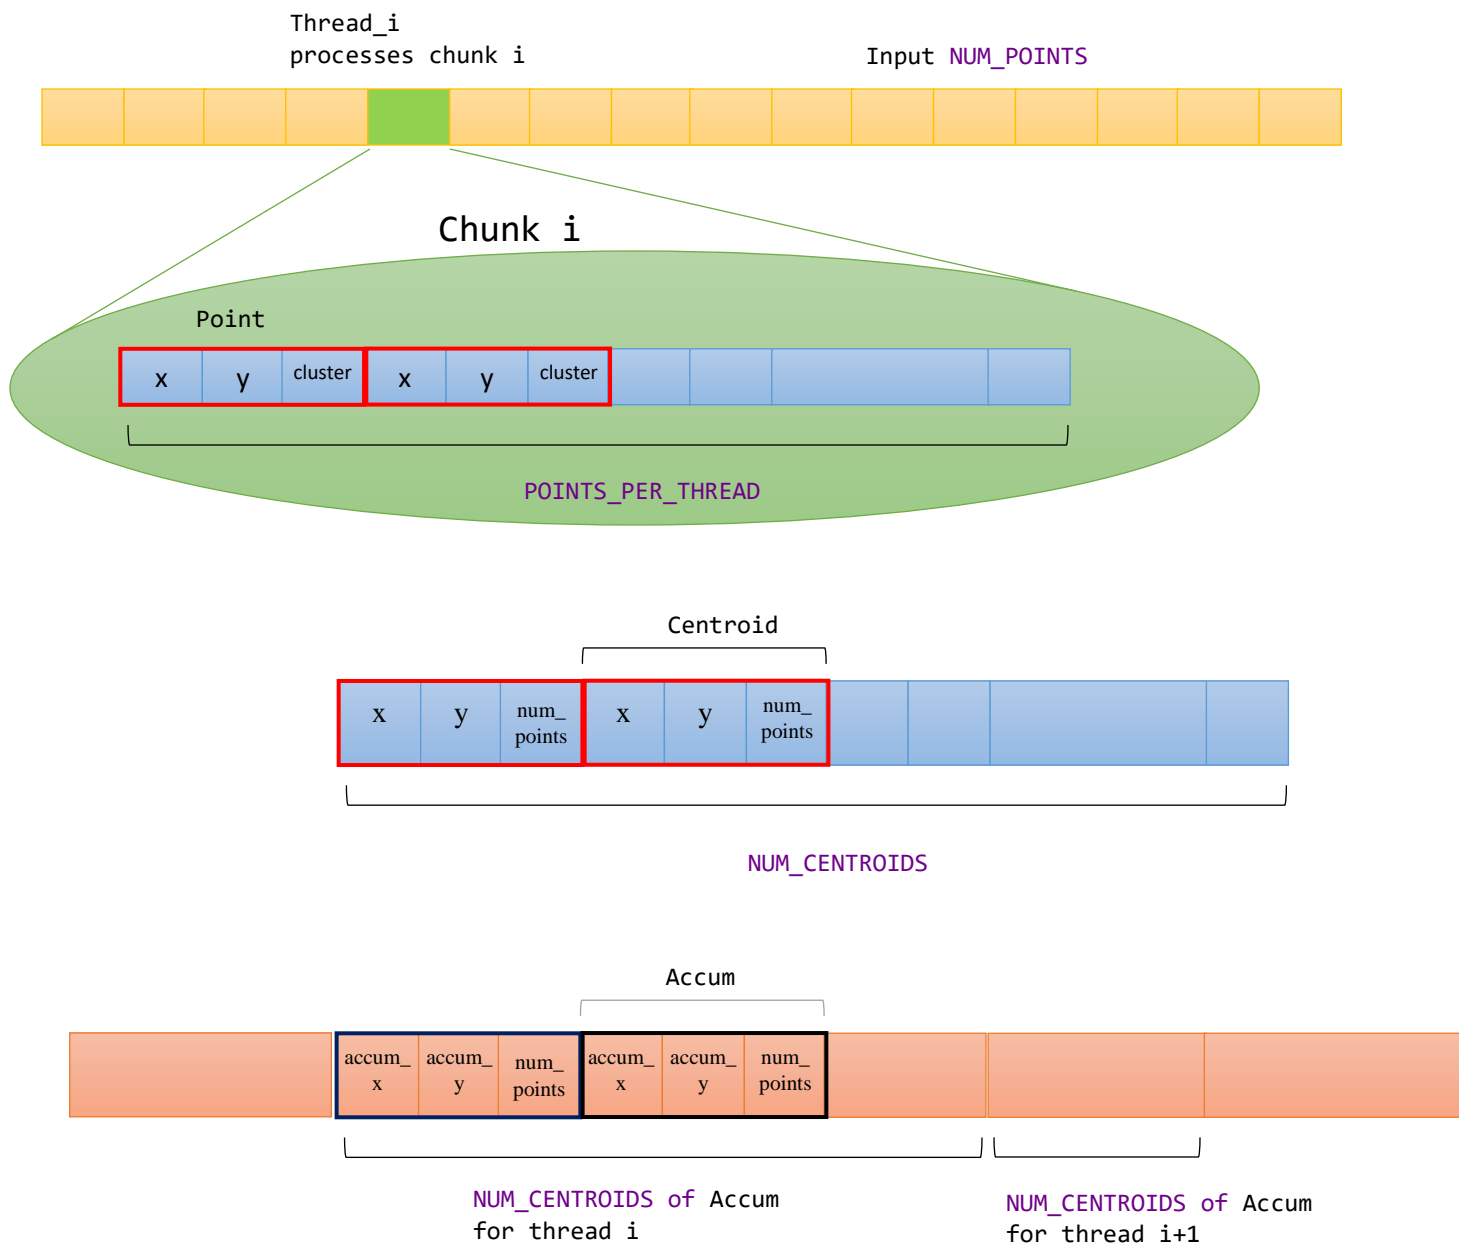 Thread_i
processes chunk i
Input NUM_POINTS
Chunk i
Point
x y cluster x y cluster
POINTS_PER_THREAD
Centroid
x y num_
points x y num_
points
NUM_CENTROIDS
Accum
accum_
x accum_
y num_
points accum_
x accum_
y num_
points
NUM_CENTROIDS of Accum
for thread i
NUM_CENTROIDS of Accum
for thread i+1